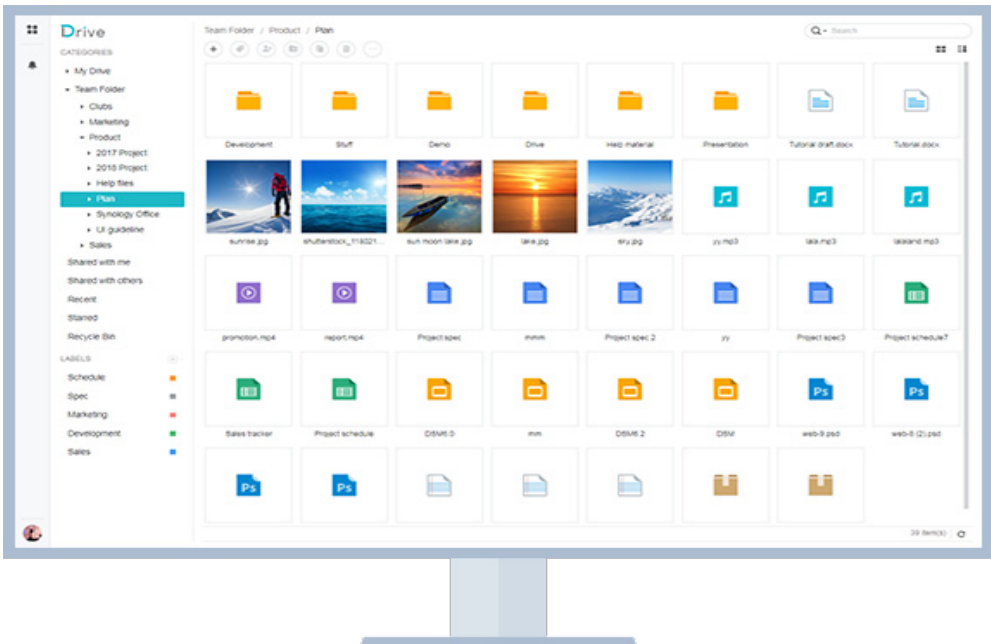 Drive
CATEGORIES
My Drive
Team Folder
Clubs
Marketing
Product
2017 Project
2018 Project
Help files
Plan
Synology Office
UI guideline
Sales
Shared with me
Shared with others
Recent
Starred
Recycle Bin
LABELS
Schedule
Spec
Marketing
Development
Sales
Team Folder / Product / Plan
Search
Development Stuff Demo Drive Help material Presentation Tutorial draft.docx Tutorial.docx
sunrise.jpg shutterstock_118021... sun moon lake.jpg lake.jpg sky.jpg yy.mp3 lala.mp3 lalaland.mp3
promotion.mp4 report.mp4 Project spec mmm Project spec 2 yy Project spec3 Project schedule7
Sales tracker Project schedule DSM6.0 mm DSM6.2 DSM web-9.psd web-8 (2).psd
Ps Ps
Ps Ps
39 item(s)